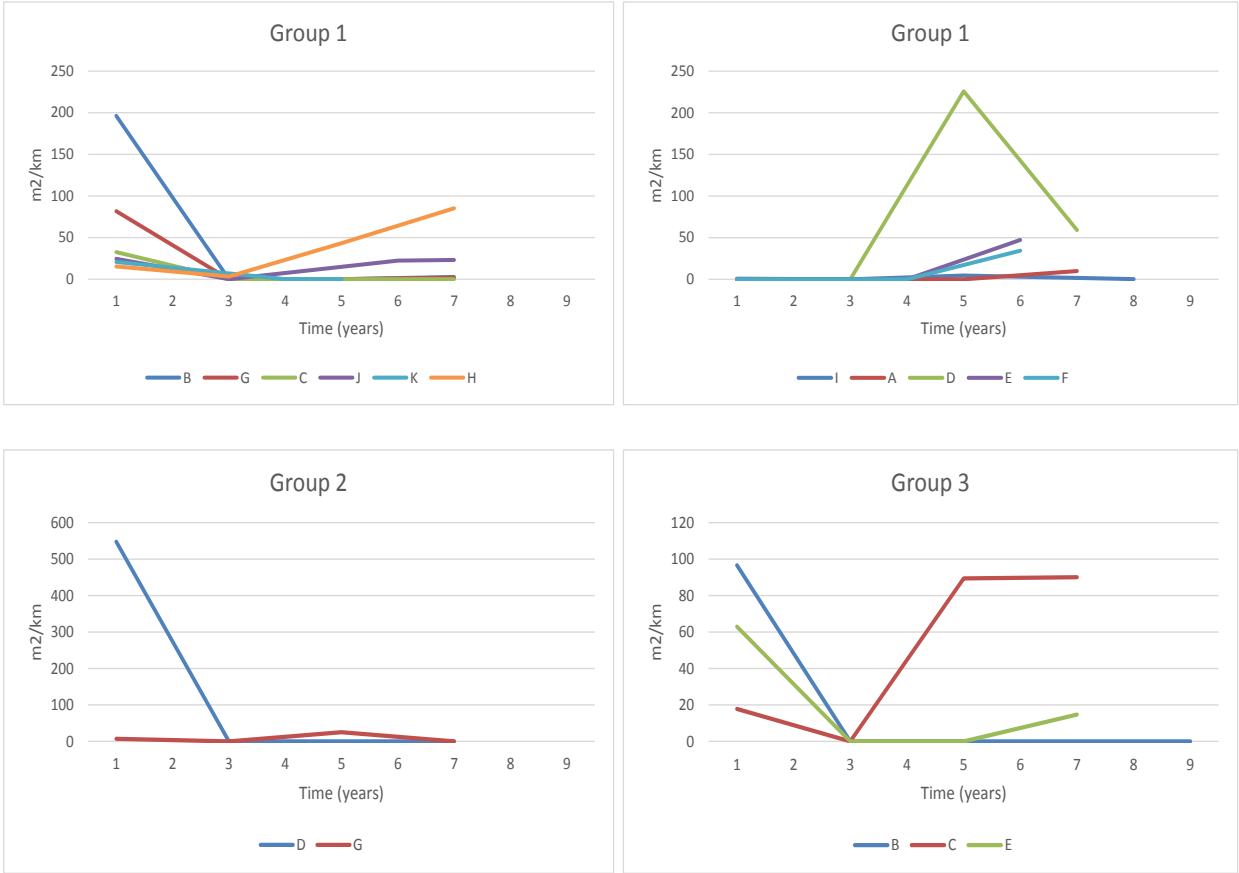 Group 1
250
200
150
100
50
0
m2/km
1 2 3 4 5 6 7 8 9
Time (years)
B G C J K H
Group 1
250
200
150
100
50
0
m2/km
1 2 3 4 5 6 7 8 9
Time (years)
I A D E F
Group 2
600
500
400
300
200
100
0
m2/km
1 2 3 4 5 6 7 8 9
Time (years)
D G
Group 3
120
100
80
60
40
20
0
m2/km
1 2 3 4 5 6 7 8 9
Time (years)
B C E